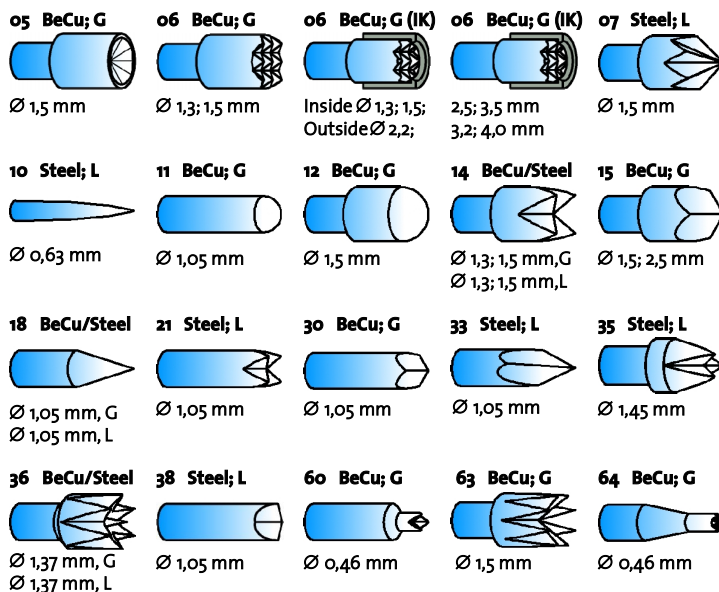 05 BeCu; G
06 BeCu; G
06 BeCu; G (IK)
06 BeCu; G (IK)
07 Steel; L
Ø 1,5 mm
Ø 1,3; 1,5 mm
Inside Ø 1,3; 1,5;
Outside Ø 2,2;
2,5; 3,5 mm
3,2; 4,0 mm
Ø 1,5 mm
10 Steel; L
11 BeCu; G
12 BeCu; G
14 BeCu/Steel
15 BeCu; G
Ø 0,63 mm
Ø 1,05 mm
Ø 1,5 mm
Ø 1,3; 1,5 mm,G
Ø 1,3; 1,5 mm,L
Ø 1,5; 2,5 mm
18 BeCu/Steel
21 Steel; L
30 BeCu; G
33 Steel; L
35 Steel; L
Ø 1,05 mm, G
Ø 1,05 mm, L
Ø 1,05 mm
Ø 1,05 mm
Ø 1,05 mm
Ø 1,45 mm
36 BeCu/Steel
38 Steel; L
60 BeCu; G
63 BeCu; G
64 BeCu; G
Ø 1,37 mm, G
Ø 1,37 mm, L
Ø 1,05 mm
Ø 0,46 mm
Ø 1,5 mm
Ø 0,46 mm